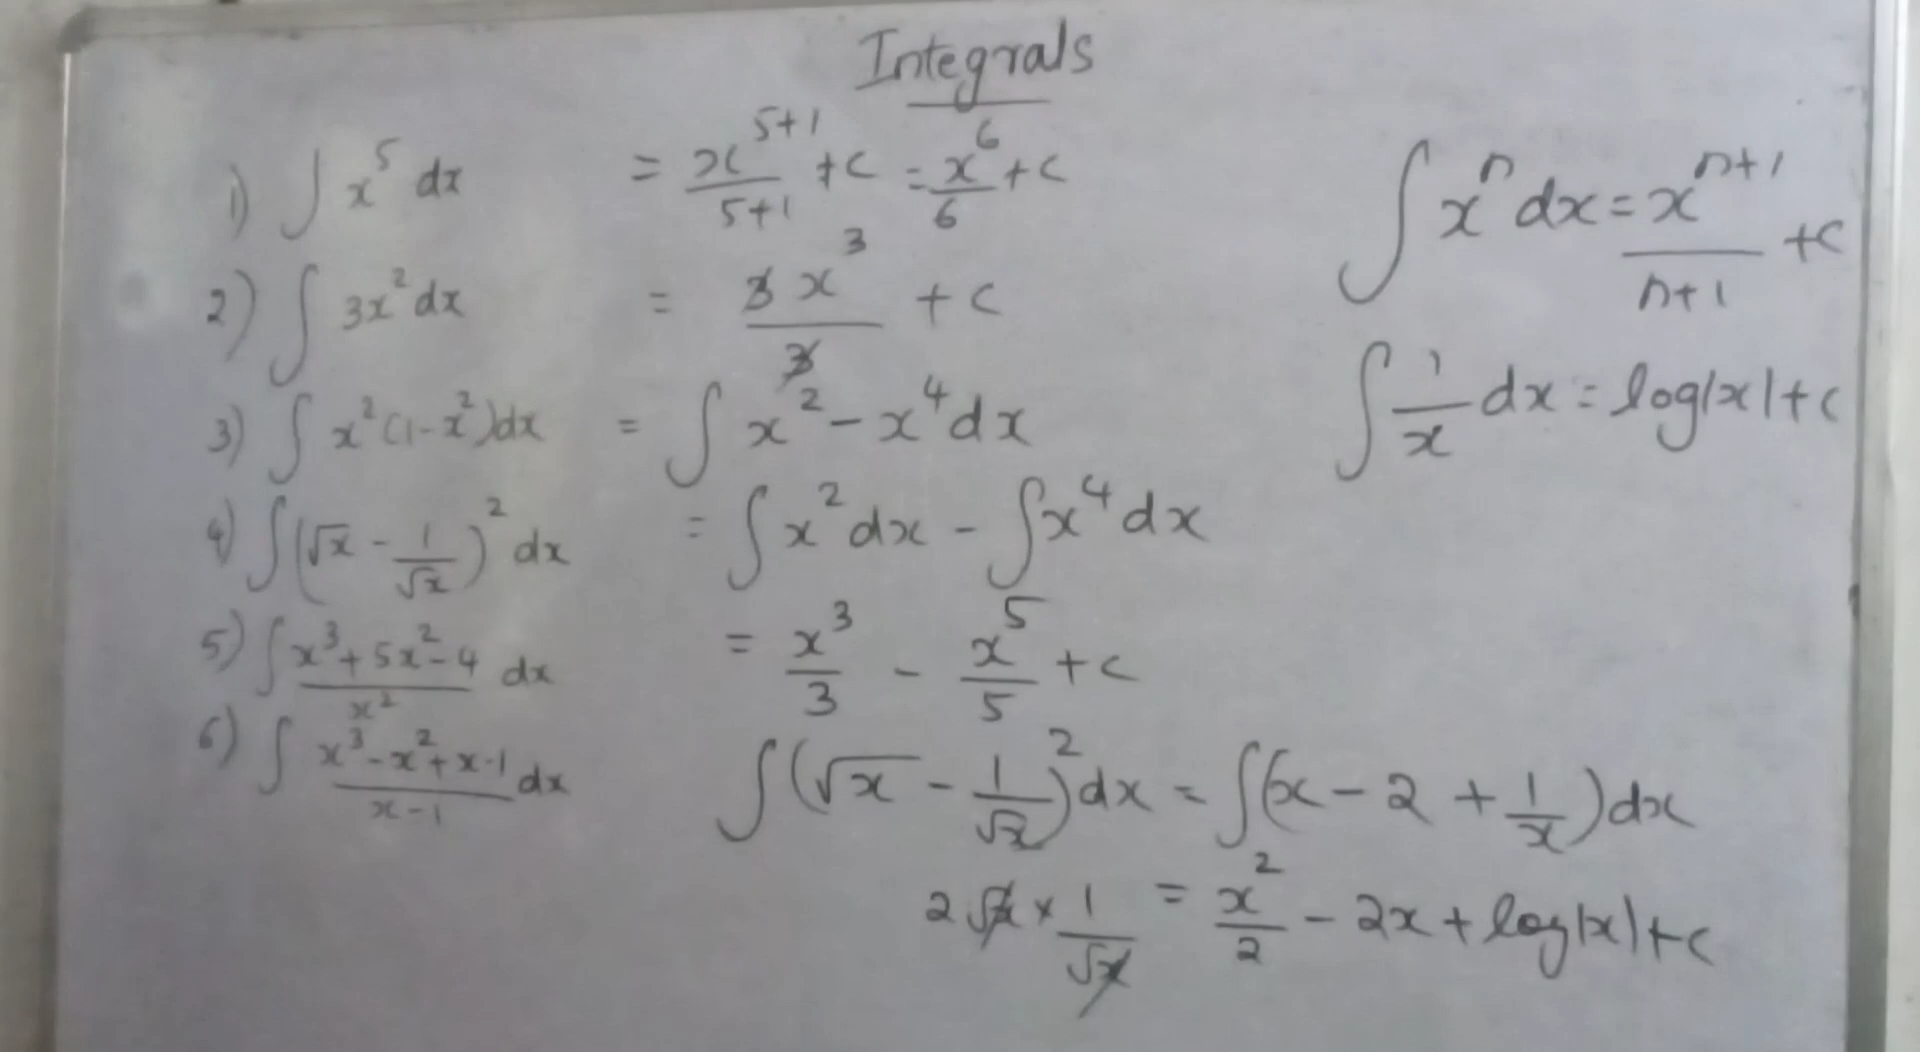 Integrals
1) ∫ x⁵ dx = x⁵⁺¹/5+1 + c = x⁶/6 + c
∫ xⁿ dx = xⁿ⁺¹/n+1 + c
2) ∫ 3x² dx = 3x³/3 + c
∫ 1/x dx = log|x| + c
3) ∫ x²(1-x²)dx = ∫ x² - x⁴ dx
4) ∫ (√x - 1/√x)² dx = ∫ x² dx - ∫ x⁴ dx
5) ∫ x³+5x²-4/x² dx = x³/3 - x⁵/5 + c
6) ∫ x³-x²+x-1/x-1 dx
∫ (√x - 1/√x)² dx = ∫(x - 2 + 1/x)dx
2√x × 1/√x = x²/2 - 2x + log|x| + c